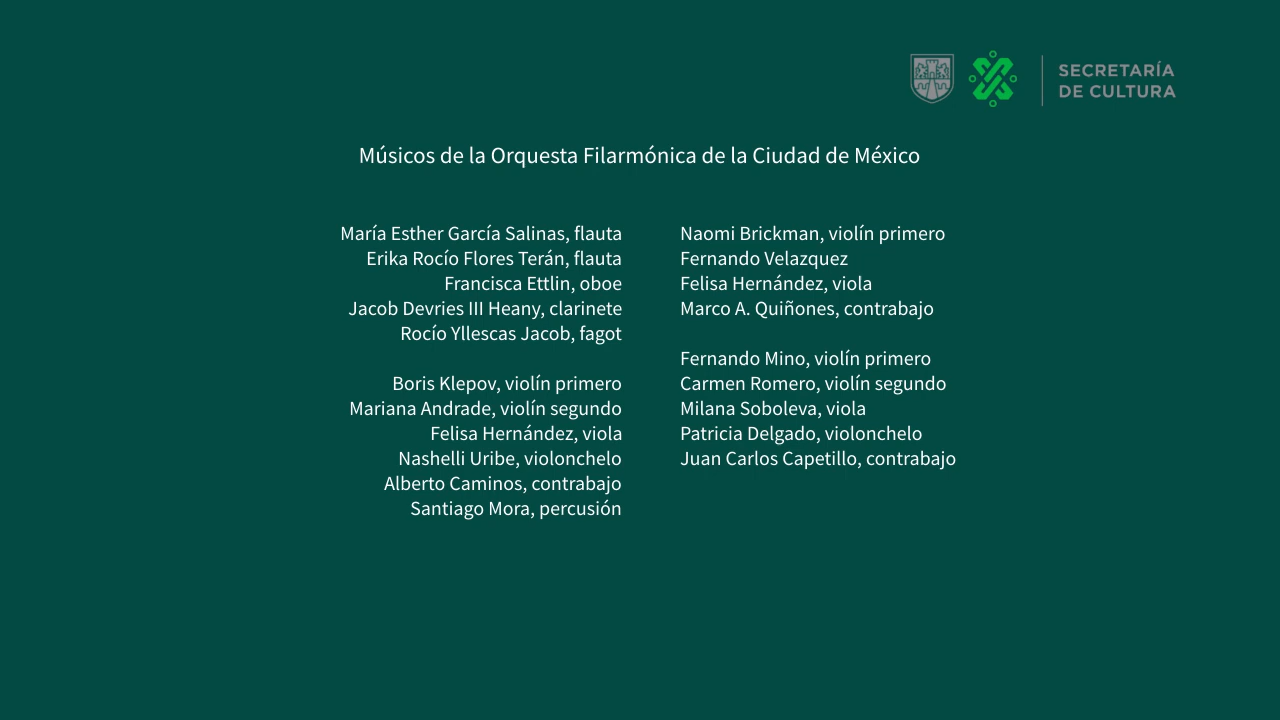 SECRETARÍA
DE CULTURA
Músicos de la Orquesta Filarmónica de la Ciudad de México
María Esther García Salinas, flauta
Erika Rocío Flores Terán, flauta
Francisca Ettlin, oboe
Jacob Devries III Heany, clarinete
Rocío Yllescas Jacob, fagot
Boris Klepov, violín primero
Mariana Andrade, violín segundo
Felisa Hernández, viola
Nashelli Uribe, violonchelo
Alberto Caminos, contrabajo
Santiago Mora, percusión
Naomi Brickman, violín primero
Fernando Velazquez
Felisa Hernández, viola
Marco A. Quiñones, contrabajo
Fernando Mino, violín primero
Carmen Romero, violín segundo
Milana Soboleva, viola
Patricia Delgado, violonchelo
Juan Carlos Capetillo, contrabajo